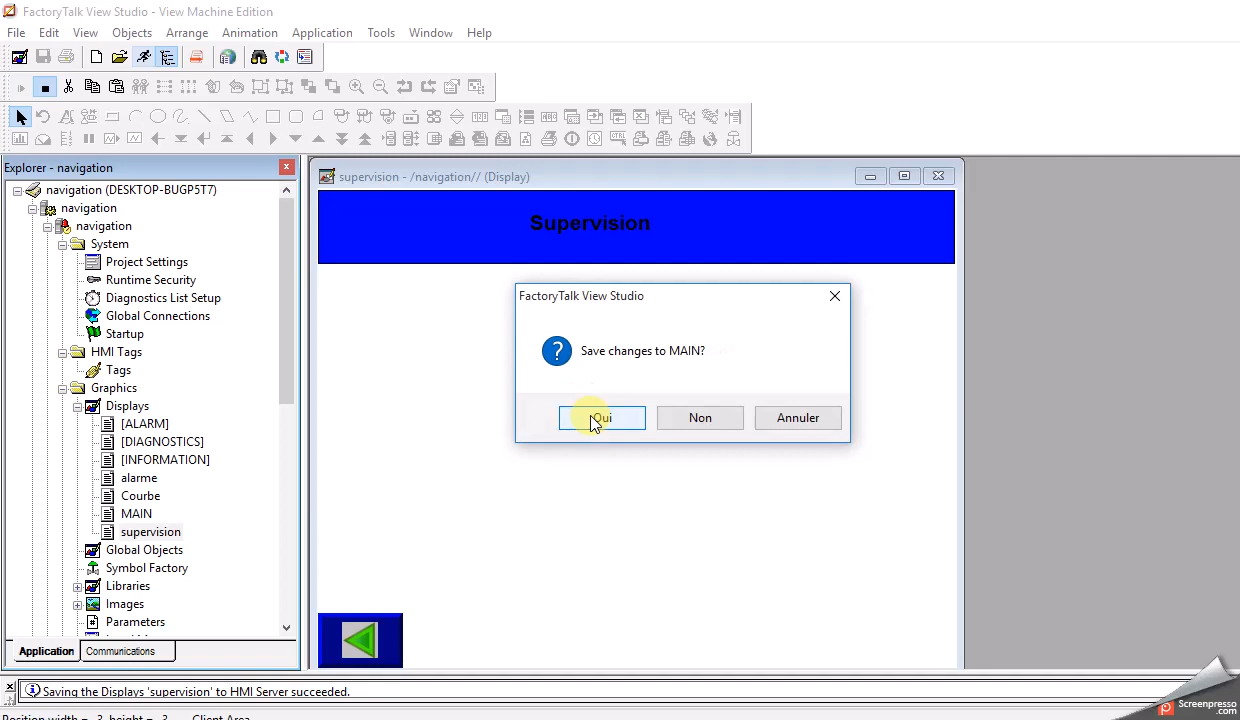 FactoryTalk View Studio - View Machine Edition
File Edit View Objects Arrange Animation Application Tools Window Help
Explorer - navigation
navigation (DESKTOP-BUGP5T7)
navigation
navigation
System
Project Settings
Runtime Security
Diagnostics List Setup
Global Connections
Startup
HMI Tags
Tags
Graphics
Displays
[ALARM]
[DIAGNOSTICS]
[INFORMATION]
alarme
Courbe
MAIN
supervision
Global Objects
Symbol Factory
Libraries
Images
Parameters
Application Communications
supervision - /navigation// (Display)
Supervision
FactoryTalk View Studio
Save changes to MAIN?
Oui Non Annuler
Saving the Displays 'supervision' to HMI Server succeeded.
Screenpresso
.com